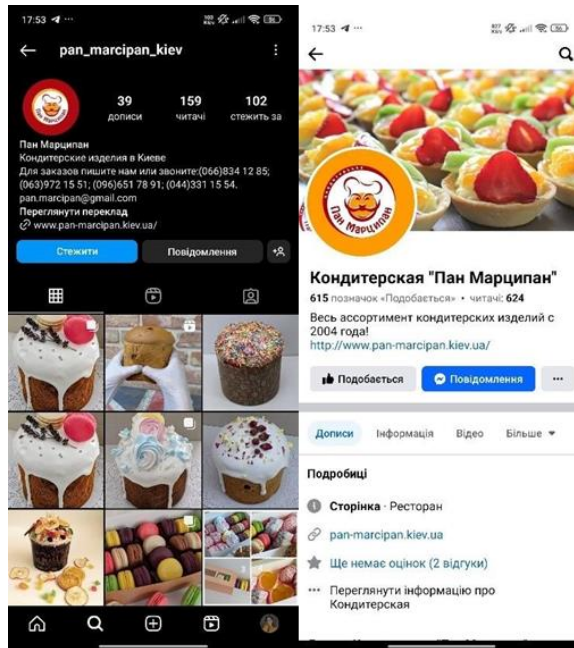 17:53
pan_marcipan_kiev
39
159
102
дописи
читачі
стежить за
Пан Марципан
Кондитерские изделия в Киеве
Для заказов пишите нам или звоните:(066)834 12 85;
(063)972 15 51; (096)651 78 91; (044)331 15 54.
pan.marcipan@gmail.com
Переглянути переклад
www.pan-marcipan.kiev.ua/
Стежити
Повідомлення
17:53
Пан Марципан
Кондитерская "Пан Марципан"
615 позначок «Подобається» • читачі: 624
Весь ассортимент кондитерских изделий с
2004 года!
http://www.pan-marcipan.kiev.ua/
Подобається
Повідомлення
Дописи
Інформація
Відео
Більше
Подробиці
Сторінка · Ресторан
pan-marcipan.kiev.ua
Ще немає оцінок (2 відгуки)
Переглянути інформацію про
Кондитерская